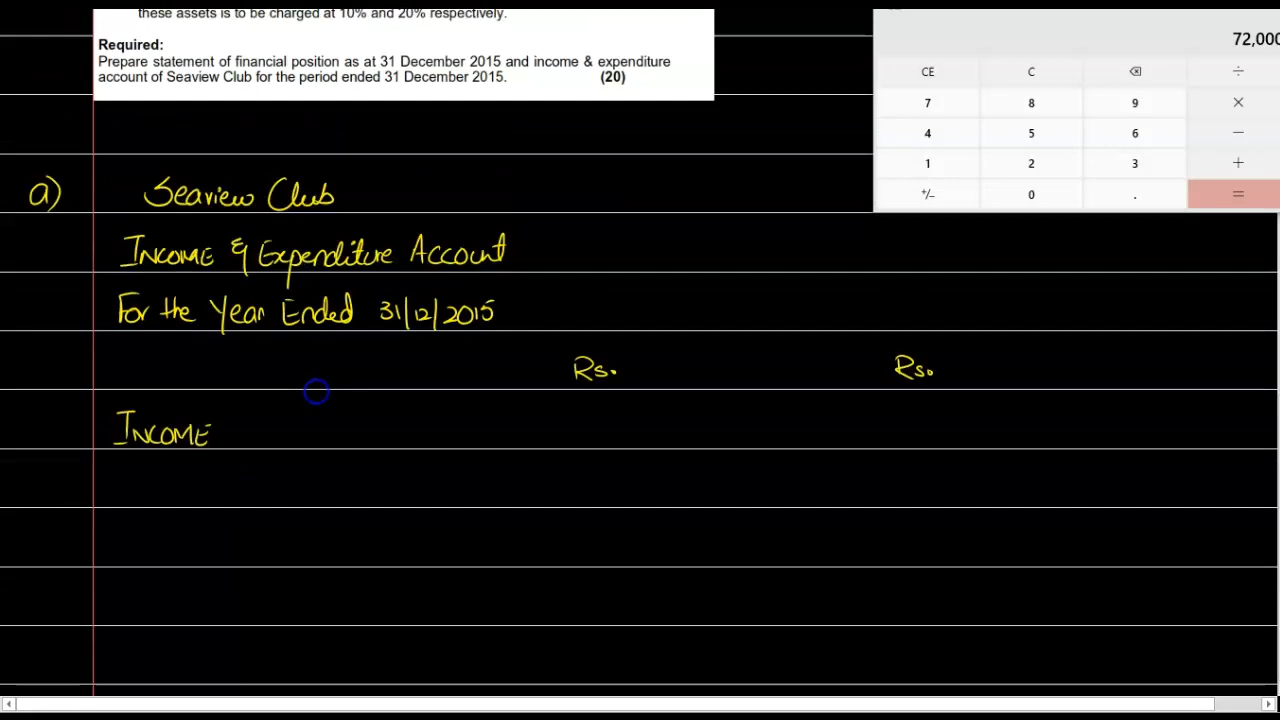 these assets is to be charged at 10% and 20% respectively.
Required:
Prepare statement of financial position as at 31 December 2015 and income & expenditure
account of Seaview Club for the period ended 31 December 2015. (20)
72,000
CE C ⌫ ÷
7 8 9 ×
4 5 6 −
1 2 3 +
+/− 0 . =
a) Seaview Club
INCOME & Expenditure Account
For the Year Ended 31/12/2015
Rs. Rs.
INCOME